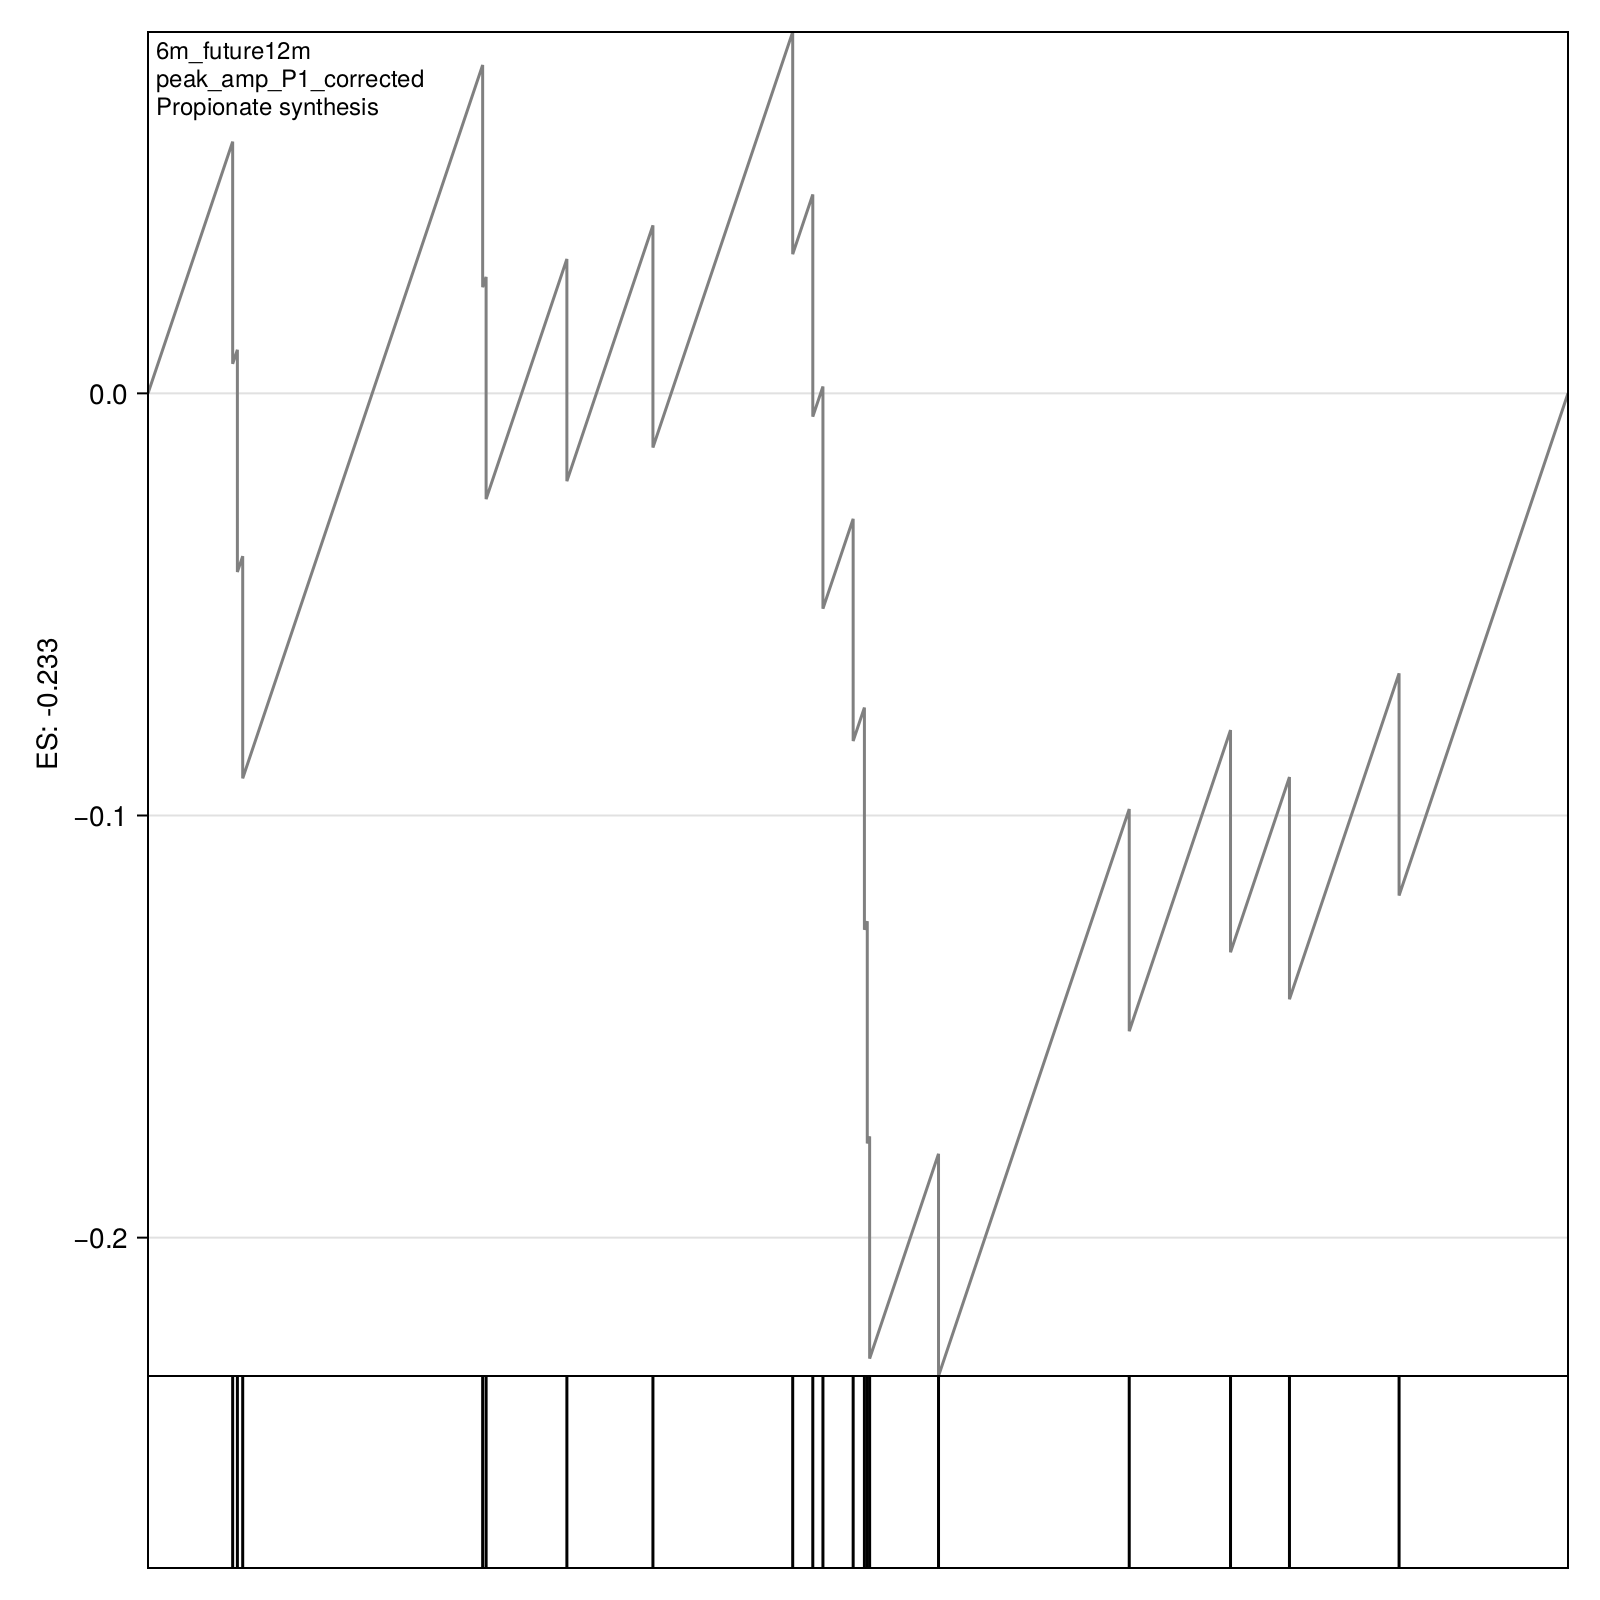 6m_future12m
peak_amp_P1_corrected
Propionate synthesis
0.0
−0.1
−0.2
ES: -0.233